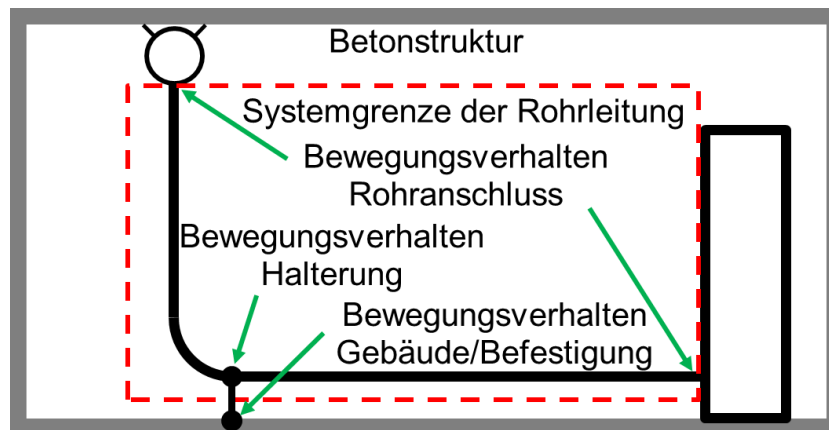 Betonstruktur
Systemgrenze der Rohrleitung
Bewegungsverhalten
Rohranschluss
Bewegungsverhalten
Halterung
Bewegungsverhalten
Gebäude/Befestigung